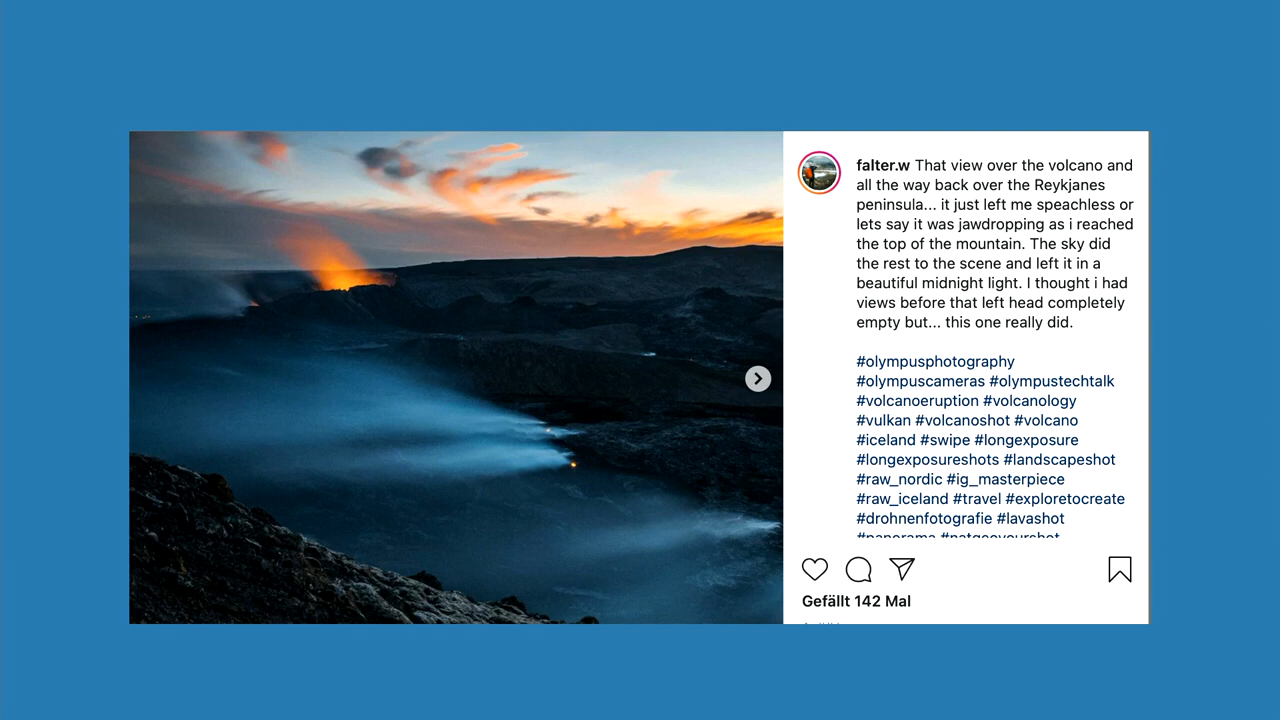 falter.w That view over the volcano and
all the way back over the Reykjanes
peninsula... it just left me speachless or
lets say it was jawdropping as i reached
the top of the mountain. The sky did
the rest to the scene and left it in a
beautiful midnight light. I thought i had
views before that left head completely
empty but... this one really did.
#olympusphotography
#olympuscameras #olympustechtalk
#volcanoeruption #volcanology
#vulkan #volcanoshot #volcano
#iceland #swipe #longexposure
#longexposureshots #landscapeshot
#raw_nordic #ig_masterpiece
#raw_iceland #travel #exploretocreate
#drohnenfotografie #lavashot
#panorama #natgeoyourshot
Gefällt 142 Mal